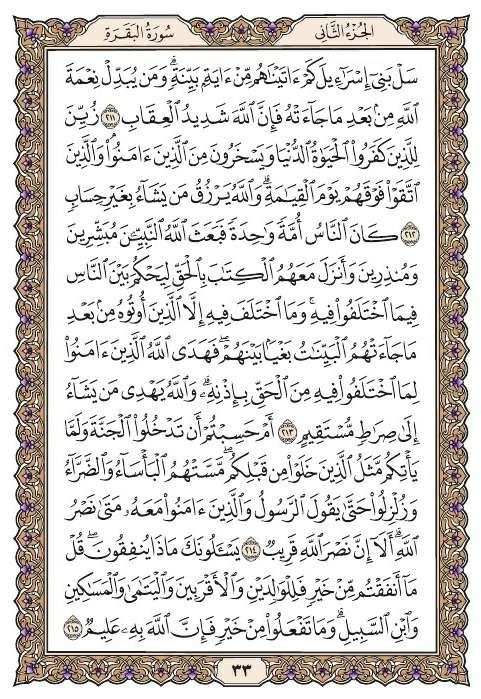 الجزء الثانی
سورة البقرة
سَلْ بَنِىٓ إِسْرَٰٓءِيلَ كَمْ ءَاتَيْنَٰهُم مِّنْ ءَايَةٍۭ بَيِّنَةٍۗ وَمَن يُبَدِّلْ نِعْمَةَ
ٱللَّهِ مِنۢ بَعْدِ مَا جَآءَتْهُ فَإِنَّ ٱللَّهَ شَدِيدُ ٱلْعِقَابِ ٢١١ زُيِّنَ
لِلَّذِينَ كَفَرُوا۟ ٱلْحَيَوٰةُ ٱلدُّنْيَا وَيَسْخَرُونَ مِنَ ٱلَّذِينَ ءَامَنُوا۟ۘ وَٱلَّذِينَ
ٱتَّقَوْا۟ فَوْقَهُمْ يَوْمَ ٱلْقِيَٰمَةِۗ وَٱللَّهُ يَرْزُقُ مَن يَشَآءُ بِغَيْرِ حِسَابٍ
٢١٢ كَانَ ٱلنَّاسُ أُمَّةً وَٰحِدَةً فَبَعَثَ ٱللَّهُ ٱلنَّبِيِّـۧنَ مُبَشِّرِينَ
وَمُنذِرِينَ وَأَنزَلَ مَعَهُمُ ٱلْكِتَٰبَ بِٱلْحَقِّ لِيَحْكُمَ بَيْنَ ٱلنَّاسِ
فِيمَا ٱخْتَلَفُوا۟ فِيهِۚ وَمَا ٱخْتَلَفَ فِيهِ إِلَّا ٱلَّذِينَ أُوتُوهُ مِنۢ بَعْدِ
مَا جَآءَتْهُمُ ٱلْبَيِّنَٰتُ بَغْيًۢا بَيْنَهُمْۖ فَهَدَى ٱللَّهُ ٱلَّذِينَ ءَامَنُوا۟
لِمَا ٱخْتَلَفُوا۟ فِيهِ مِنَ ٱلْحَقِّ بِإِذْنِهِۦۗ وَٱللَّهُ يَهْدِى مَن يَشَآءُ
إِلَىٰ صِرَٰطٍ مُّسْتَقِيمٍ ٢١٣ أَمْ حَسِبْتُمْ أَن تَدْخُلُوا۟ ٱلْجَنَّةَ وَلَمَّا
يَأْتِكُم مَّثَلُ ٱلَّذِينَ خَلَوْا۟ مِن قَبْلِكُمۖ مَّسَّتْهُمُ ٱلْبَأْسَآءُ وَٱلضَّرَّآءُ
وَزُلْزِلُوا۟ حَتَّىٰ يَقُولَ ٱلرَّسُولُ وَٱلَّذِينَ ءَامَنُوا۟ مَعَهُۥ مَتَىٰ نَصْرُ
ٱللَّهِۗ أَلَآ إِنَّ نَصْرَ ٱللَّهِ قَرِيبٌ ٢١٤ يَسْـَٔلُونَكَ مَاذَا يُنفِقُونَۖ قُلْ
مَآ أَنفَقْتُم مِّنْ خَيْرٍ فَلِلْوَٰلِدَيْنِ وَٱلْأَقْرَبِينَ وَٱلْيَتَٰمَىٰ وَٱلْمَسَٰكِينِ
وَٱبْنِ ٱلسَّبِيلِۗ وَمَا تَفْعَلُوا۟ مِنْ خَيْرٍ فَإِنَّ ٱللَّهَ بِهِۦ عَلِيمٌ ٢١٥
٣٣